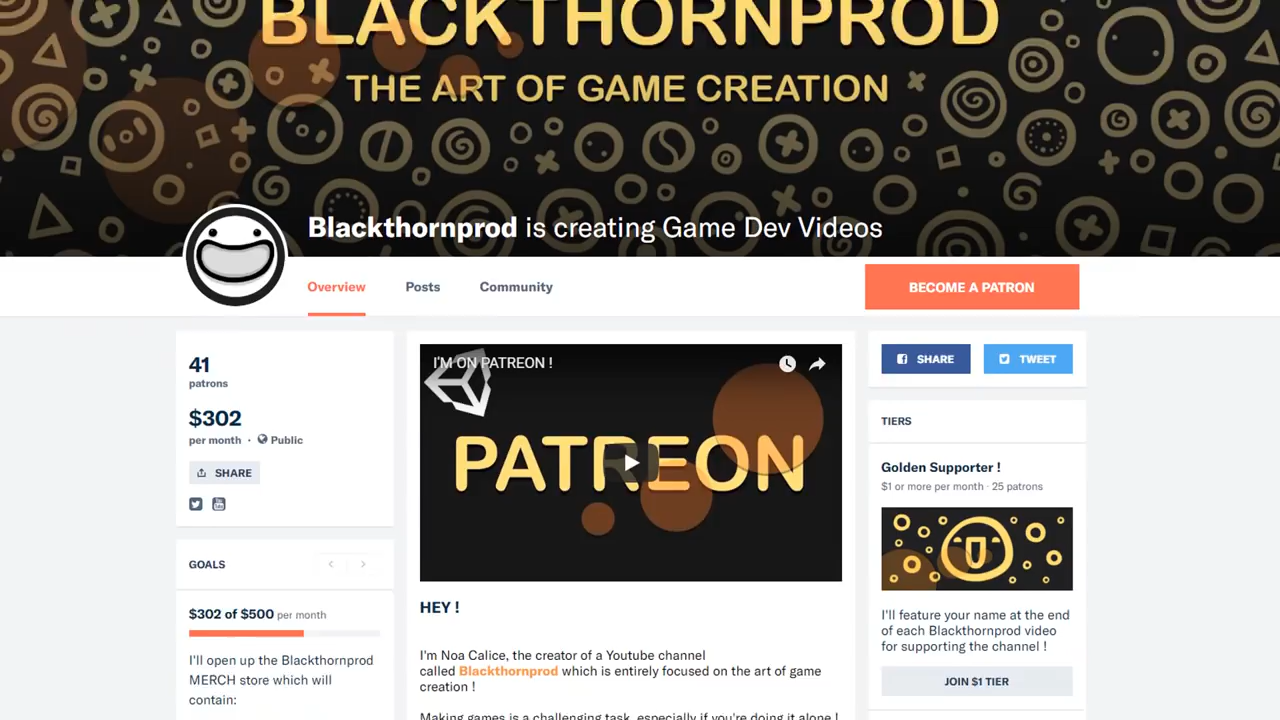 BLACKTHORNPROD
THE ART OF GAME CREATION
Blackthornprod is creating Game Dev Videos
Overview
Posts
Community
BECOME A PATRON
41
patrons
$302
per month · Public
SHARE
GOALS
$302 of $500 per month
I'll open up the Blackthornprod
MERCH store which will
contain:
I'M ON PATREON !
PATREON
HEY !
I'm Noa Calice, the creator of a Youtube channel
called Blackthornprod which is entirely focused on the art of game
creation !
Making games is a challenging task, especially if you're doing it alone !
SHARE
TWEET
TIERS
Golden Supporter !
$1 or more per month · 25 patrons
I'll feature your name at the end
of each Blackthornprod video
for supporting the channel !
JOIN $1 TIER